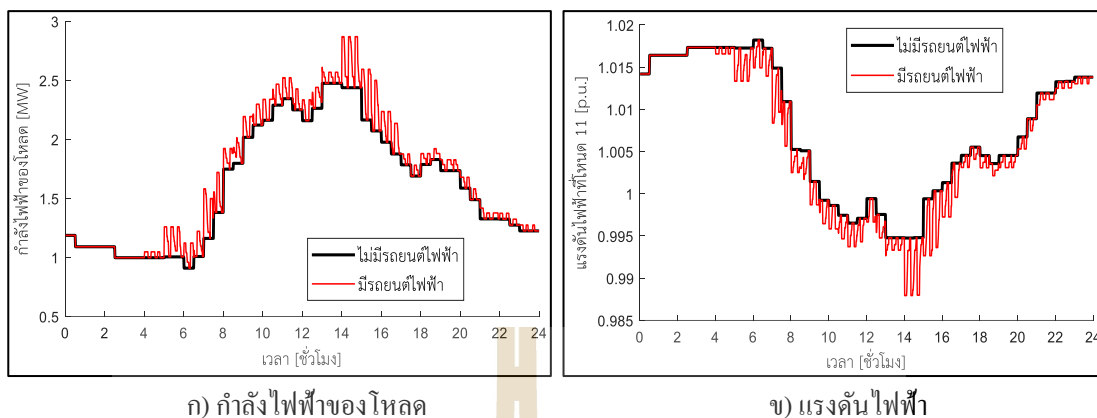 กำลังไฟฟ้าของโหลด [MW]
3
2.5
2
1.5
1
0.5
0 2 4 6 8 10 12 14 16 18 20 22 24
เวลา [ชั่วโมง]
ไม่มีรถยนต์ไฟฟ้า
มีรถยนต์ไฟฟ้า
ก) กำลังไฟฟ้าของโหลด
แรงดันไฟฟ้าที่โหนด 11 [p.u.]
1.02
1.015
1.01
1.005
1
0.995
0.99
0.985
0 2 4 6 8 10 12 14 16 18 20 22 24
เวลา [ชั่วโมง]
ไม่มีรถยนต์ไฟฟ้า
มีรถยนต์ไฟฟ้า
ข) แรงดันไฟฟ้า